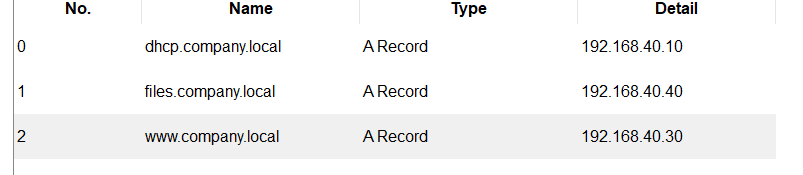 No. Name Type Detail
0 dhcp.company.local A Record 192.168.40.10
1 files.company.local A Record 192.168.40.40
2 www.company.local A Record 192.168.40.30